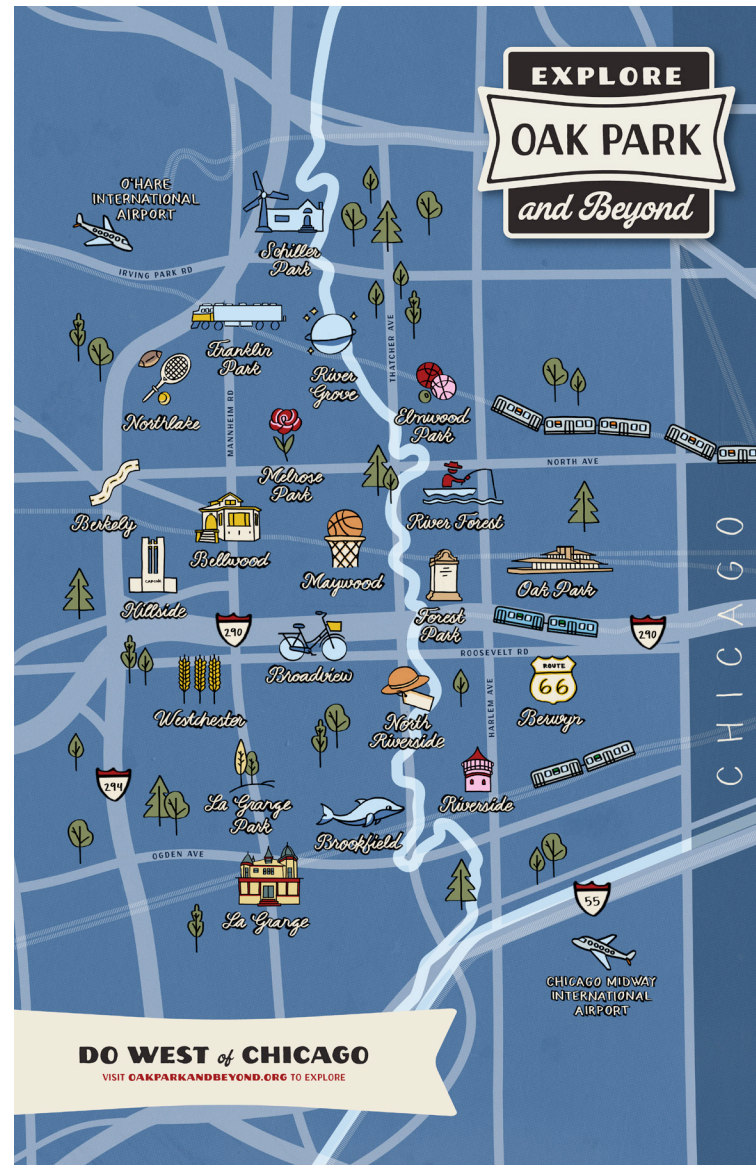 EXPLORE
OAK PARK
and Beyond
O'HARE
INTERNATIONAL
AIRPORT
Schiller
Park
IRVING PARK RD
Franklin
Park
River
Grove
THATCHER AVE
Northlake
MANNHEIM RD
Elmwood
Park
Melrose
Park
NORTH AVE
Berkely
Bellwood
River Forest
Maywood
Oak Park
CHICAGO
Hillside
Forest
Park
290
290
Broadview
ROOSEVELT RD
ROUTE
66
Westchester
North
Riverside
HARLEM AVE
Berwyn
294
La Grange
Park
Brookfield
Riverside
OGDEN AVE
La Grange
55
CHICAGO MIDWAY
INTERNATIONAL
AIRPORT
DO WEST of CHICAGO
VISIT OAKPARKANDBEYOND.ORG TO EXPLORE